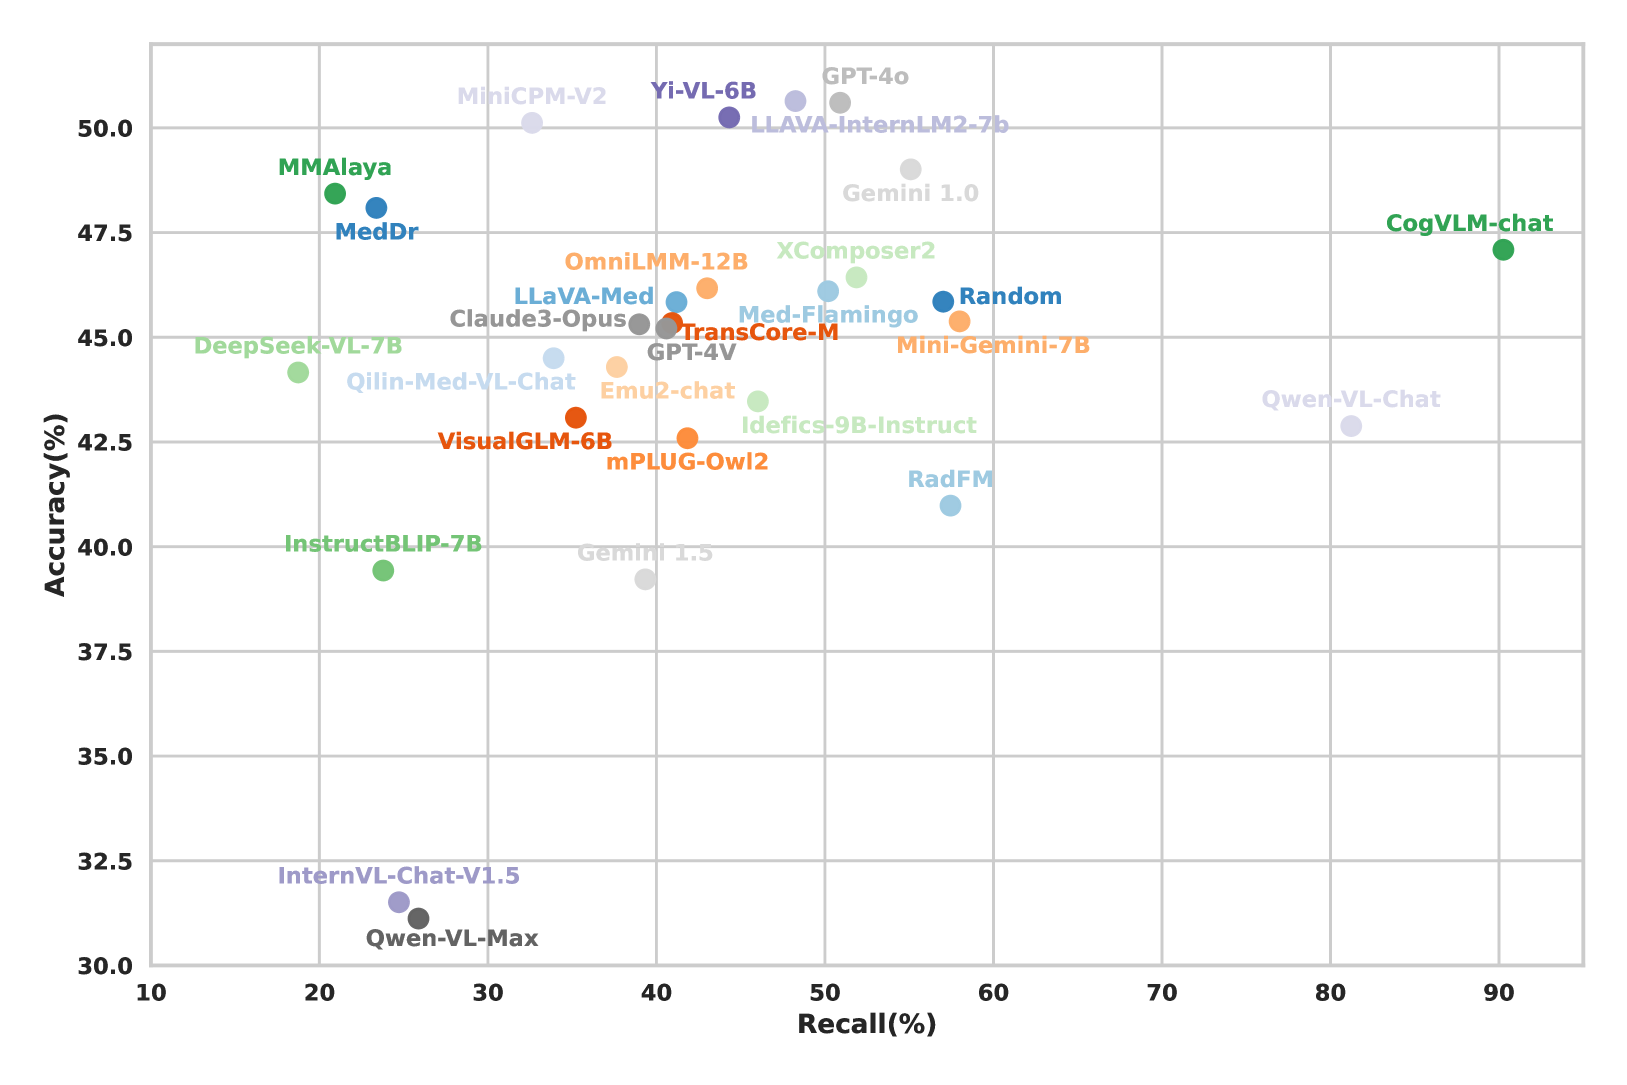 GPT-4o
Yi-VL-6B
MiniCPM-V2
LLAVA-InternLM2-7b
50.0
MMAlaya
Gemini 1.0
CogVLM-chat
MedDr
47.5
XComposer2
OmniLMM-12B
LLaVA-Med
Random
Med-Flamingo
Claude3-Opus
TransCore-M
45.0
DeepSeek-VL-7B
GPT-4V
Mini-Gemini-7B
Qilin-Med-VL-Chat
Emu2-chat
Qwen-VL-Chat
Idefics-9B-Instruct
VisualGLM-6B
42.5
mPLUG-Owl2
RadFM
Accuracy(%)
InstructBLIP-7B
40.0
Gemini 1.5
37.5
35.0
32.5
InternVL-Chat-V1.5
Qwen-VL-Max
30.0
10 20 30 40 50 60 70 80 90
Recall(%)